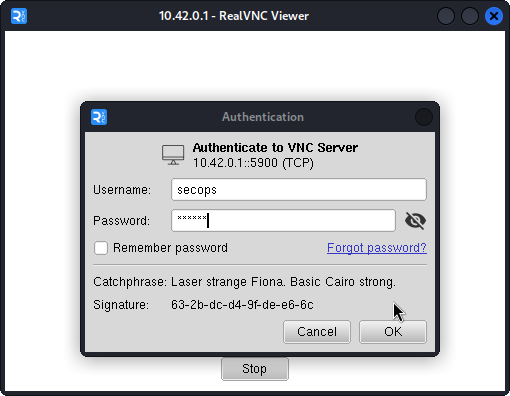 10.42.0.1 - RealVNC Viewer
Authentication
Authenticate to VNC Server
10.42.0.1::5900 (TCP)
Username: secops
Password: ******
Remember password Forgot password?
Catchphrase: Laser strange Fiona. Basic Cairo strong.
Signature: 63-2b-dc-d4-9f-de-e6-6c
Cancel OK
Stop